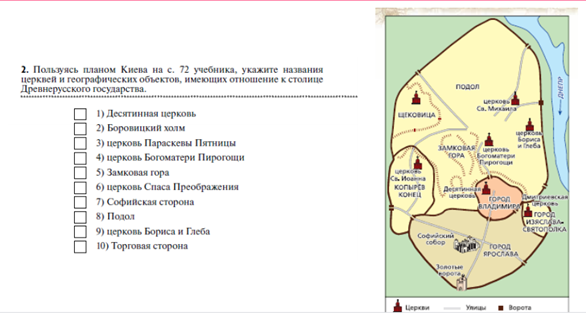 2. Пользуясь планом Киева на с. 72 учебника, укажите названия
церквей и географических объектов, имеющих отношение к столице
Древнерусского государства.
1) Десятинная церковь
2) Боровицкий холм
3) церковь Параскевы Пятницы
4) церковь Богоматери Пирогощи
5) Замковая гора
6) церковь Спаса Преображения
7) Софийская сторона
8) Подол
9) церковь Бориса и Глеба
10) Торговая сторона
ПОДОЛ
ДНЕПР
церковь
Св. Михаила
ЩЕКОВИЦА
церковь
Бориса
и Глеба
ЗАМКОВАЯ
ГОРА
церковь
Богоматери
Пирогощи
церковь
Св. Иоанна
КОПЫРЕВ
КОНЕЦ
Десятинная
церковь
ГОРОД
ВЛАДИМИРА
Дмитриевская
церковь
ГОРОД
ИЗЯСЛАВА-
СВЯТОПОЛКА
Софийский
собор
ГОРОД
ЯРОСЛАВА
Золотые
ворота
Церкви
Улицы
Ворота